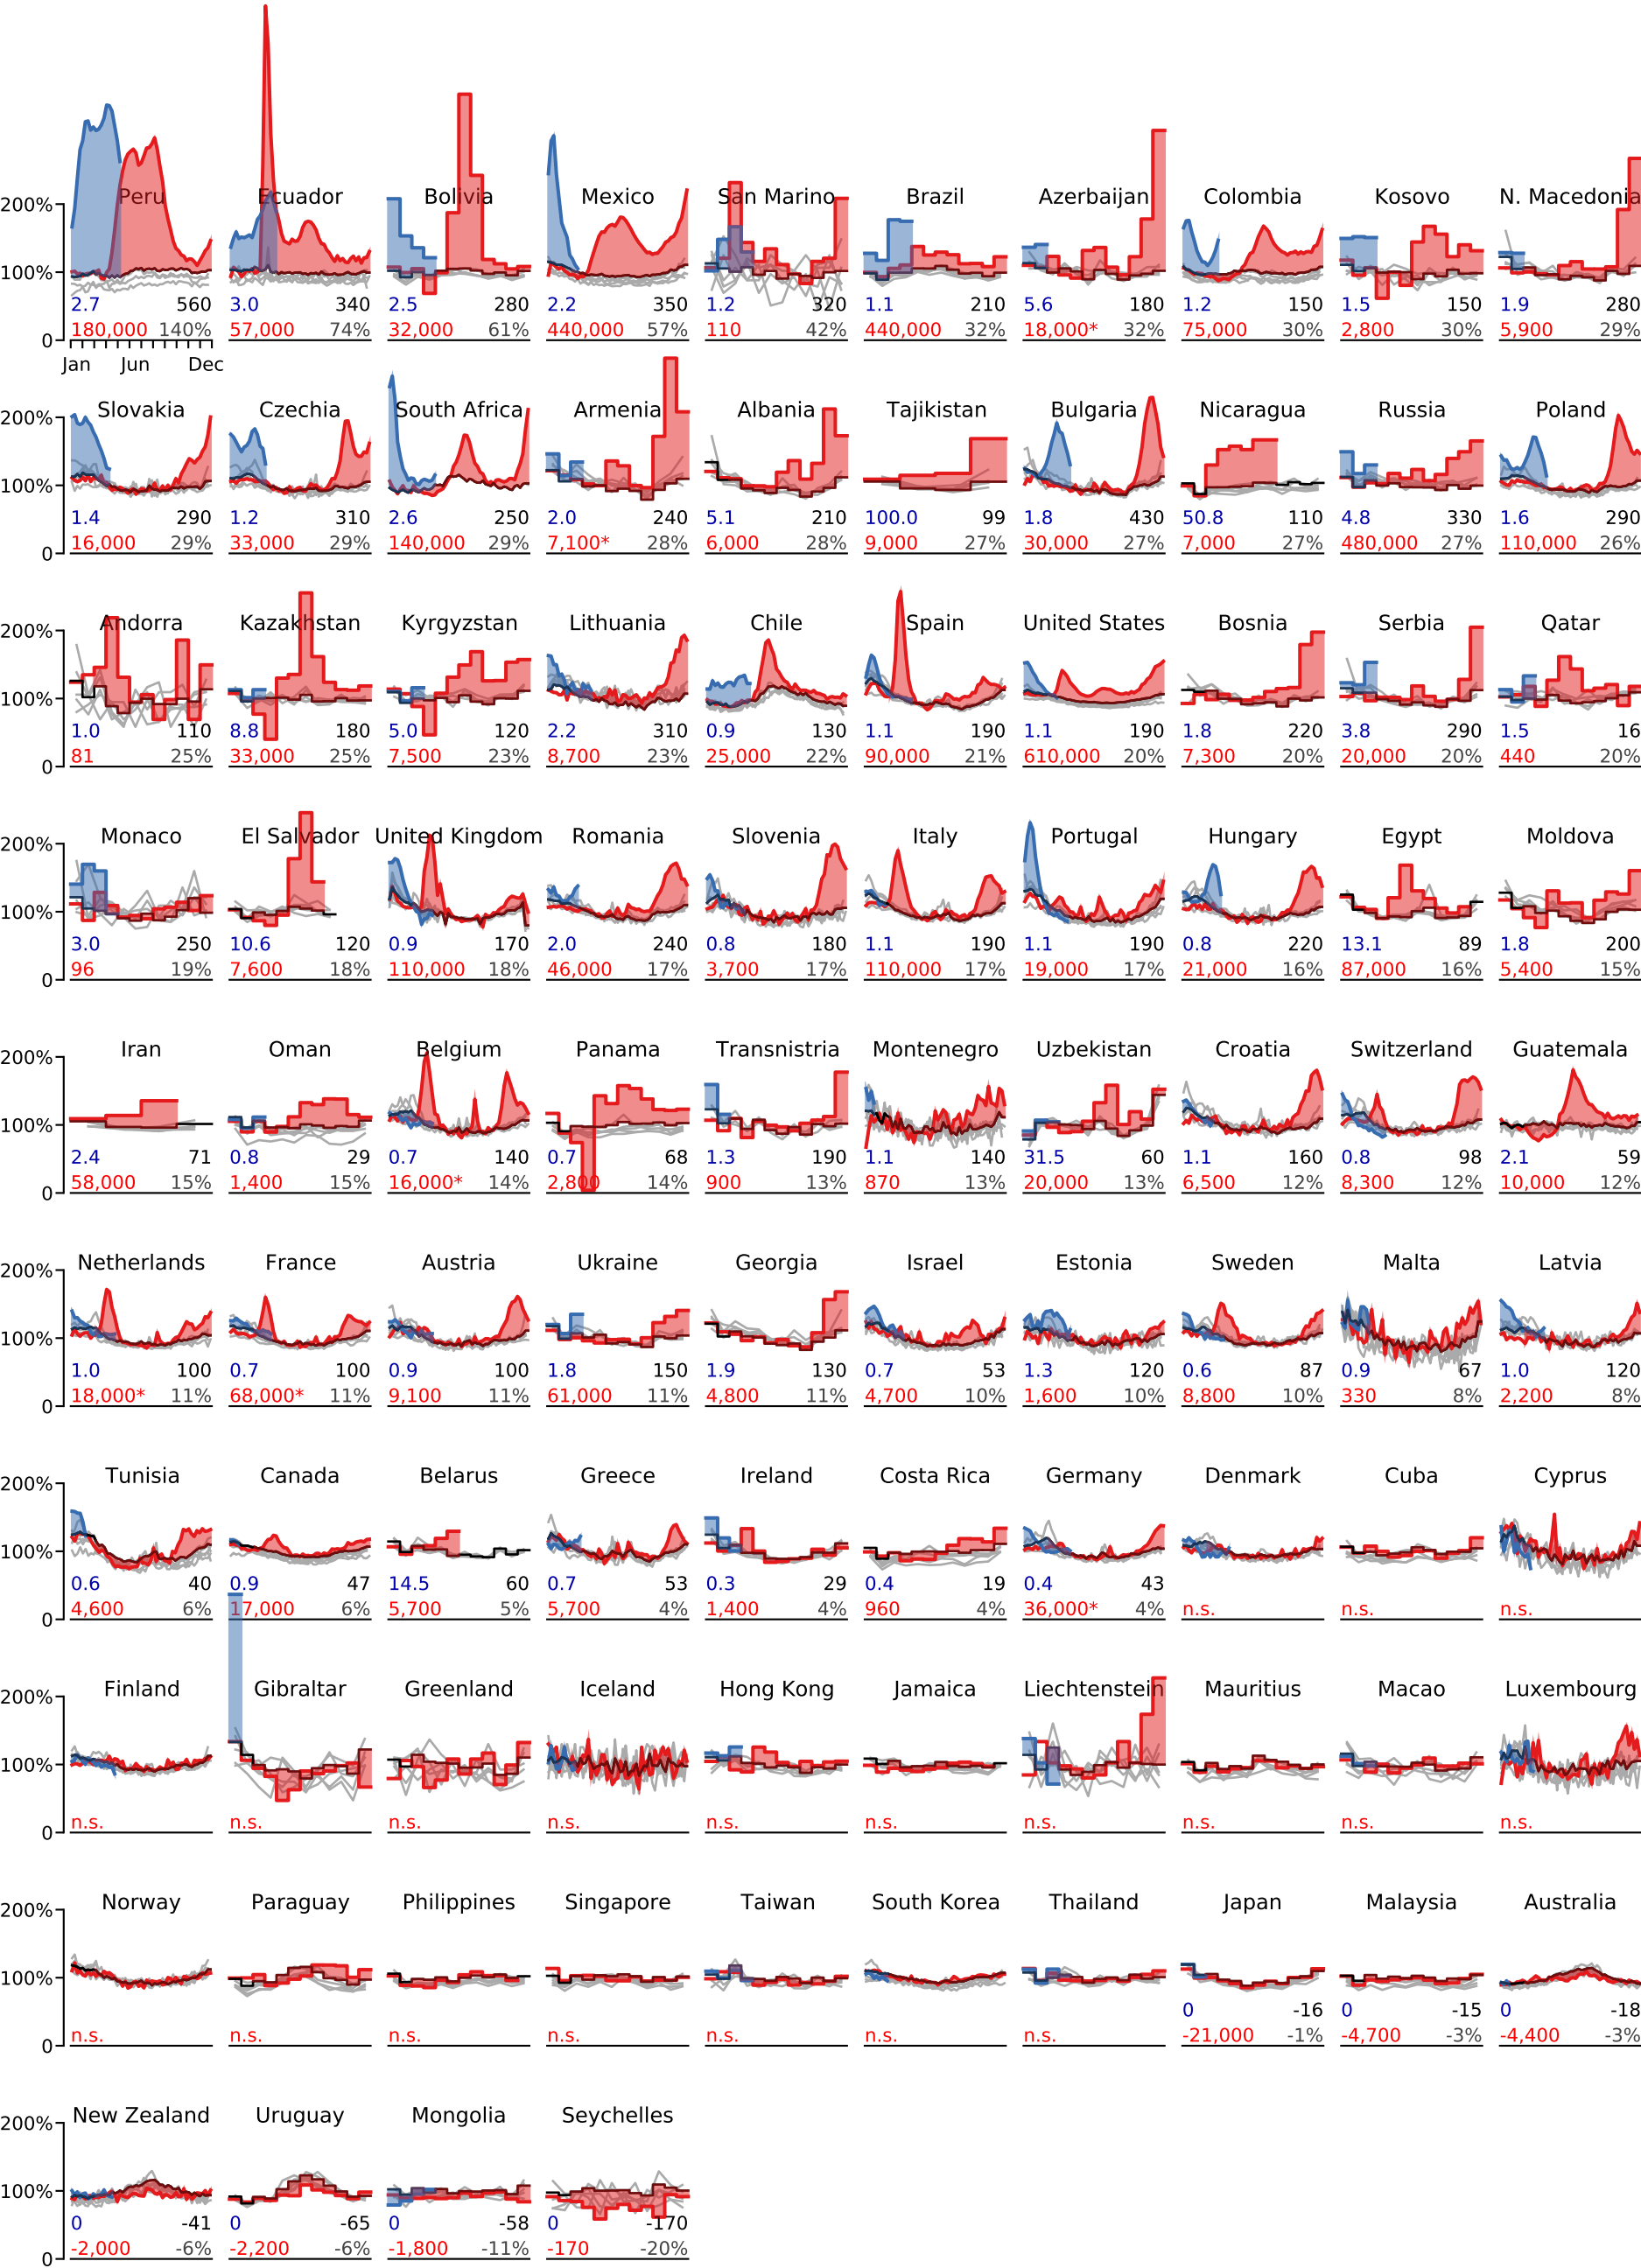 Peru Ecuador Bolivia Mexico San Marino Brazil Azerbaijan Colombia Kosovo N. Macedonia
200%
100%
2.7 560 3.0 340 2.5 280 2.2 350 1.2 320 1.1 210 5.6 180 1.2 150 1.5 150 1.9 280
0 180,000 140% 57,000 74% 32,000 61% 440,000 57% 110 42% 440,000 32% 18,000* 32% 75,000 30% 2,800 30% 5,900 29%
Jan Jun Dec
Slovakia Czechia South Africa Armenia Albania Tajikistan Bulgaria Nicaragua Russia Poland
200%
100%
1.4 290 1.2 310 2.6 250 2.0 240 5.1 210 100.0 99 1.8 430 50.8 110 4.8 330 1.6 290
0 16,000 29% 33,000 29% 140,000 29% 7,100* 28% 6,000 28% 9,000 27% 30,000 27% 7,000 27% 480,000 27% 110,000 26%
Andorra Kazakhstan Kyrgyzstan Lithuania Chile Spain United States Bosnia Serbia Qatar
200%
100%
1.0 110 8.8 180 5.0 120 2.2 310 0.9 130 1.1 190 1.1 190 1.8 220 3.8 290 1.5 16
0 81 25% 33,000 25% 7,500 23% 8,700 23% 25,000 22% 90,000 21% 610,000 20% 7,300 20% 20,000 20% 440 20%
Monaco El Salvador United Kingdom Romania Slovenia Italy Portugal Hungary Egypt Moldova
200%
100%
3.0 250 10.6 120 0.9 170 2.0 240 0.8 180 1.1 190 1.1 190 0.8 220 13.1 89 1.8 200
0 96 19% 7,600 18% 110,000 18% 46,000 17% 3,700 17% 110,000 17% 19,000 17% 21,000 16% 87,000 16% 5,400 15%
Iran Oman Belgium Panama Transnistria Montenegro Uzbekistan Croatia Switzerland Guatemala
200%
100%
2.4 71 0.8 29 0.7 140 0.7 68 1.3 190 1.1 140 31.5 60 1.1 160 0.8 98 2.1 59
0 58,000 15% 1,400 15% 16,000* 14% 2,800 14% 900 13% 870 13% 20,000 13% 6,500 12% 8,300 12% 10,000 12%
Netherlands France Austria Ukraine Georgia Israel Estonia Sweden Malta Latvia
200%
100%
1.0 100 0.7 100 0.9 100 1.8 150 1.9 130 0.7 53 1.3 120 0.6 87 0.9 67 1.0 120
0 18,000* 11% 68,000* 11% 9,100 11% 61,000 11% 4,800 11% 4,700 10% 1,600 10% 8,800 10% 330 8% 2,200 8%
Tunisia Canada Belarus Greece Ireland Costa Rica Germany Denmark Cuba Cyprus
200%
100%
0.6 40 0.9 47 14.5 60 0.7 53 0.3 29 0.4 19 0.4 43
0 4,600 6% 17,000 6% 5,700 5% 5,700 4% 1,400 4% 960 4% 36,000* 4% n.s. n.s. n.s.
Finland Gibraltar Greenland Iceland Hong Kong Jamaica Liechtenstein Mauritius Macao Luxembourg
200%
100%
0 n.s. n.s. n.s. n.s. n.s. n.s. n.s. n.s. n.s. n.s.
Norway Paraguay Philippines Singapore Taiwan South Korea Thailand Japan Malaysia Australia
200%
100%
0 -16 0 -15 0 -18
0 n.s. n.s. n.s. n.s. n.s. n.s. n.s. -21,000 -1% -4,700 -3% -4,400 -3%
New Zealand Uruguay Mongolia Seychelles
200%
100%
0 -41 0 -65 0 -58 0 -170
0 -2,000 -6% -2,200 -6% -1,800 -11% -170 -20%